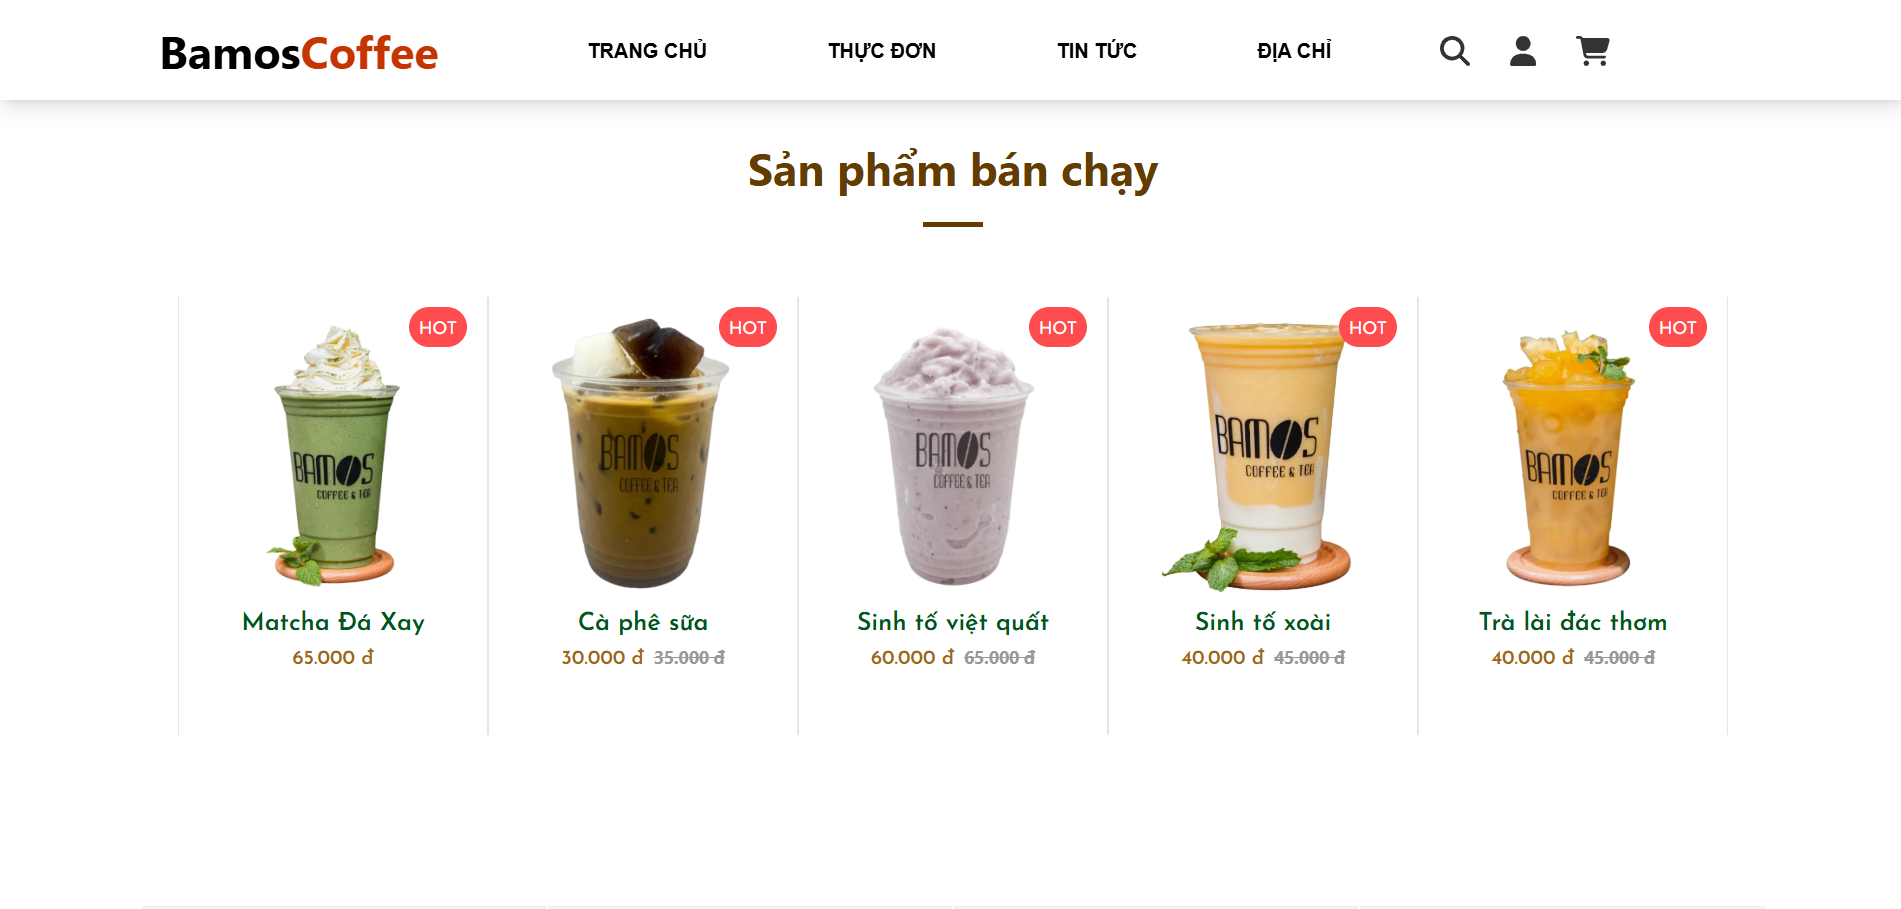 BamosCoffee
TRANG CHỦ
THỰC ĐƠN
TIN TỨC
ĐỊA CHỈ
Sản phẩm bán chạy
HOT
BAMOS
COFFEE & TEA
Matcha Đá Xay
65.000 đ
HOT
BAMOS
COFFEE & TEA
Cà phê sữa
30.000 đ 35.000 đ
HOT
BAMOS
COFFEE & TEA
Sinh tố việt quất
60.000 đ 65.000 đ
HOT
BAMOS
COFFEE & TEA
Sinh tố xoài
40.000 đ 45.000 đ
HOT
BAMOS
COFFEE & TEA
Trà lài đác thơm
40.000 đ 45.000 đ